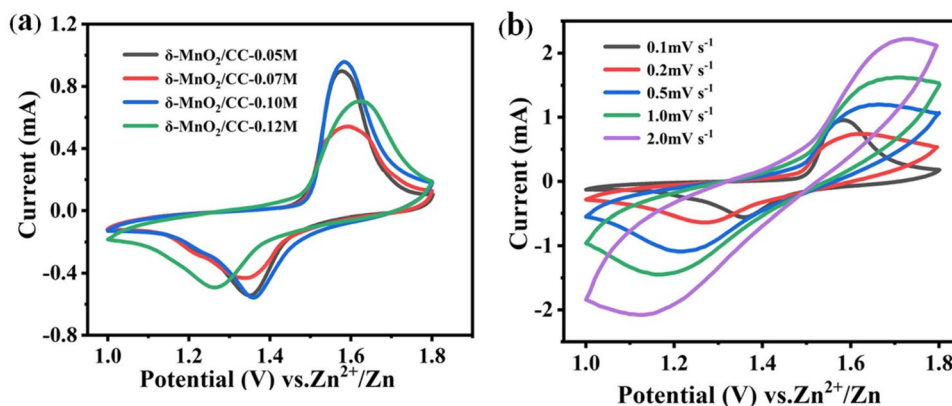 (a)
1.2
0.8
0.4
0.0
-0.4
-0.8
Current (mA)
δ-MnO₂/CC-0.05M
δ-MnO₂/CC-0.07M
δ-MnO₂/CC-0.10M
δ-MnO₂/CC-0.12M
1.0 1.2 1.4 1.6 1.8
Potential (V) vs.Zn²⁺/Zn
(b)
2
1
0
-1
-2
Current (mA)
0.1mV s⁻¹
0.2mV s⁻¹
0.5mV s⁻¹
1.0mV s⁻¹
2.0mV s⁻¹
1.0 1.2 1.4 1.6 1.8
Potential (V) vs.Zn²⁺/Zn